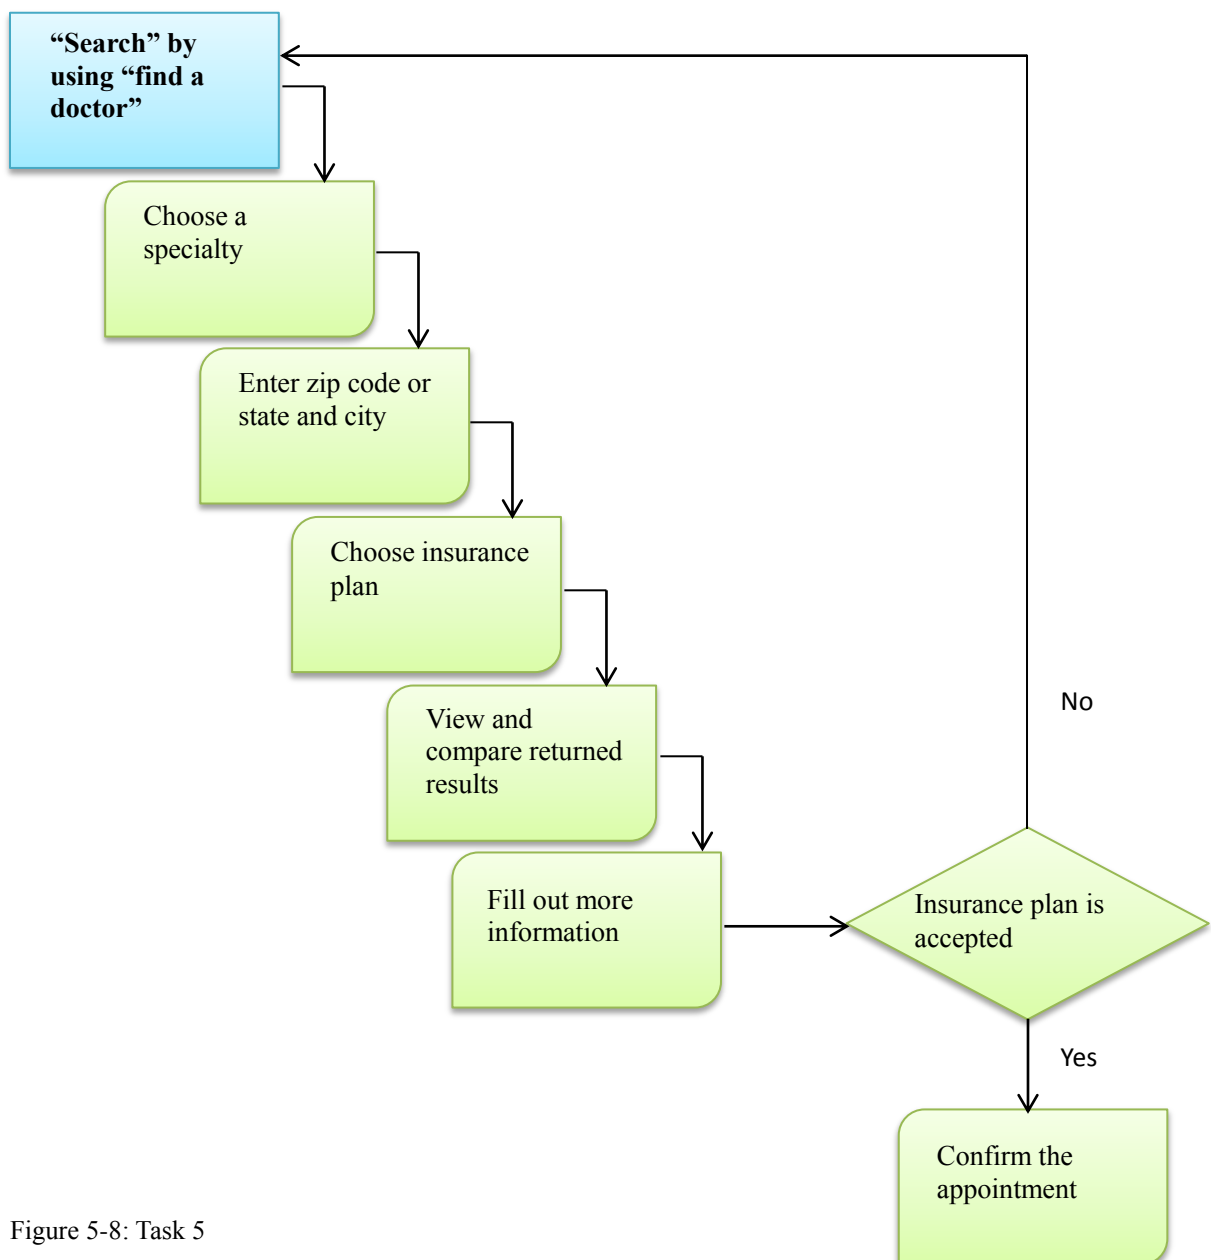 “Search” by
using “find a
doctor”
Choose a
specialty
Enter zip code or
state and city
Choose insurance
plan
View and
compare returned
results
No
Fill out more
information
Insurance plan is
accepted
Yes
Confirm the
appointment
Figure 5-8: Task 5